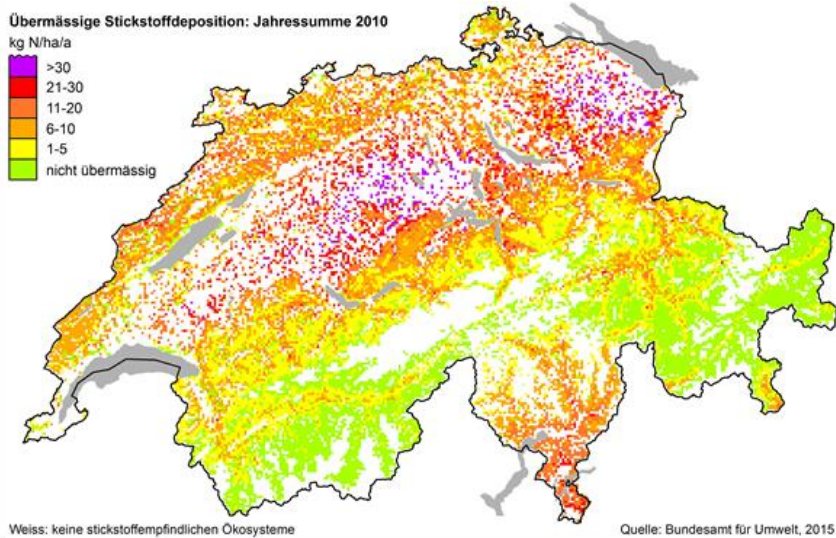 Übermässige Stickstoffdeposition: Jahressumme 2010
kg N/ha/a
>30
21-30
11-20
6-10
1-5
nicht übermässig
Weiss: keine stickstoffempfindlichen Ökosysteme
Quelle: Bundesamt für Umwelt, 2015